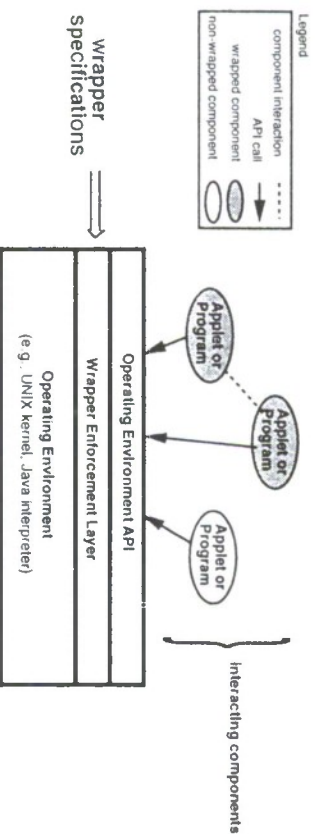 Legend
component interaction
API call
wrapped component
non-wrapped component
wrapper
specifications
Applet or
Program
Applet or
Program
Applet or
Program
interacting components
Operating Environment API
Wrapper Enforcement Layer
Operating Environment
(e.g., UNIX kernel, Java interpreter)